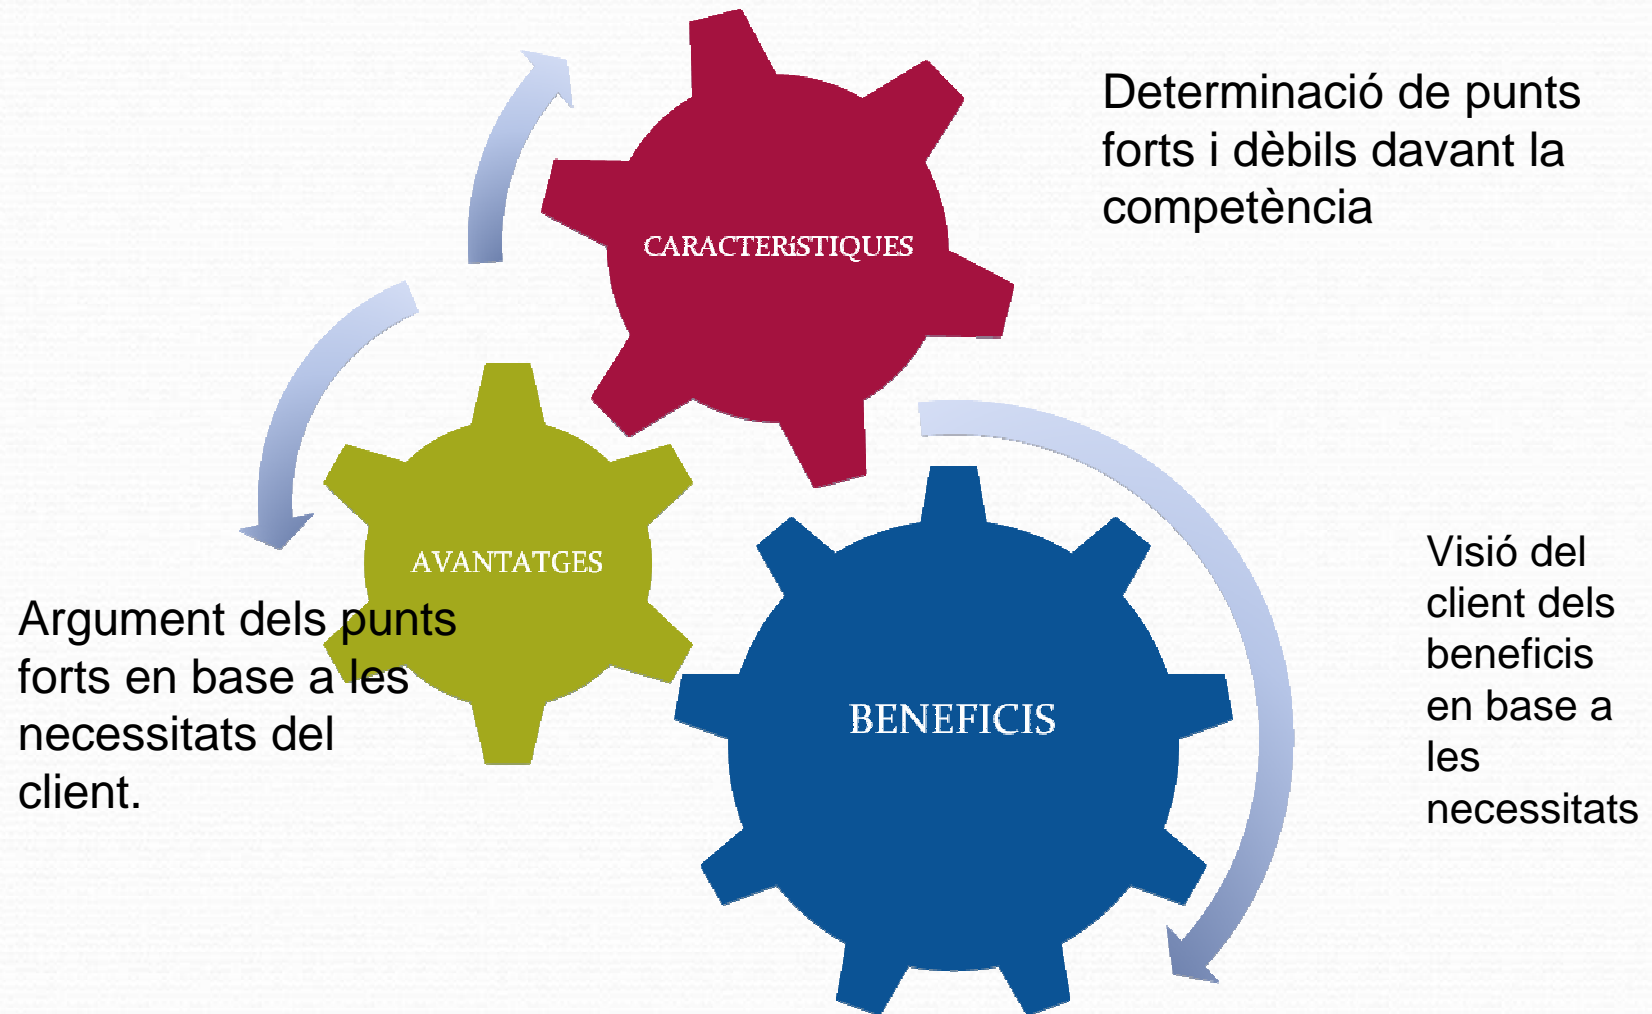 Determinació de punts
forts i dèbils davant la
competència
CARACTERíSTIQUES
AVANTATGES
Argument dels punts
forts en base a les
necessitats del
client.
BENEFICIS
Visió del
client dels
beneficis
en base a
les
necessitats